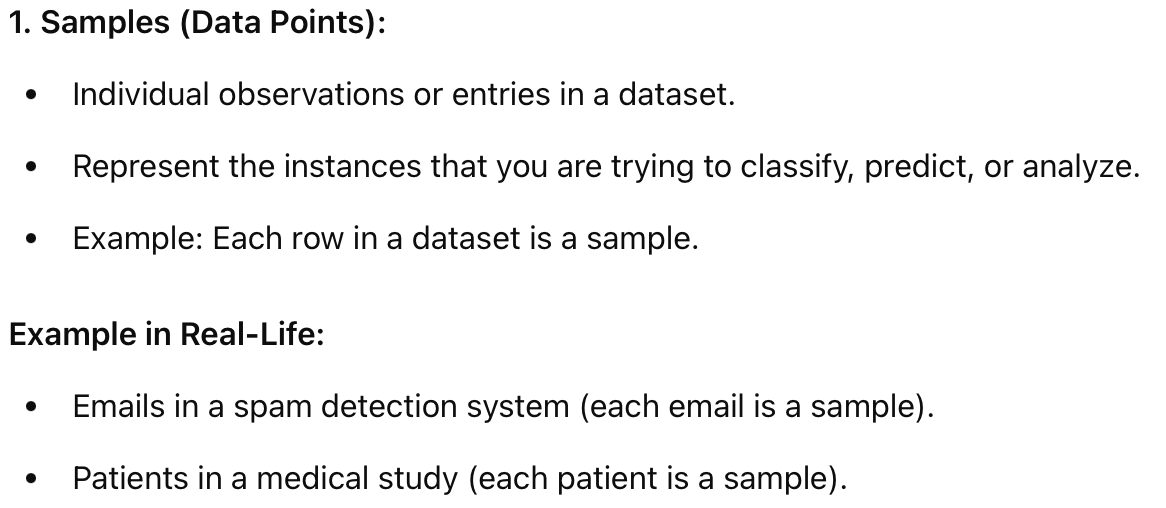 1. Samples (Data Points):
• Individual observations or entries in a dataset.
• Represent the instances that you are trying to classify, predict, or analyze.
• Example: Each row in a dataset is a sample.
Example in Real-Life:
• Emails in a spam detection system (each email is a sample).
• Patients in a medical study (each patient is a sample).